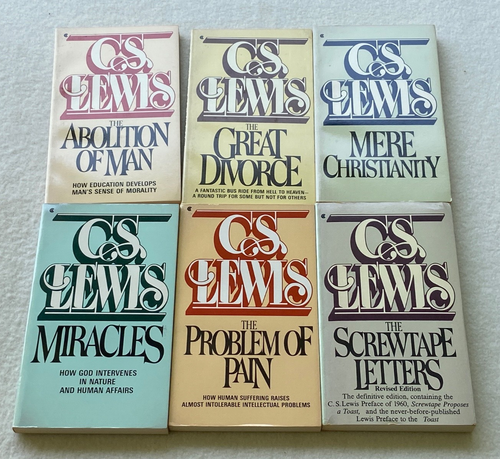 C.S.
LEWIS
THE
ABOLITION
OF MAN
HOW EDUCATION DEVELOPS
MAN'S SENSE OF MORALITY
C.S.
LEWIS
THE
GREAT
DIVORCE
A FANTASTIC BUS RIDE FROM HELL TO HEAVEN—
A ROUND TRIP FOR SOME BUT NOT FOR OTHERS
C.S.
LEWIS
MERE
CHRISTIANITY
C.S.
LEWIS
MIRACLES
HOW GOD INTERVENES
IN NATURE
AND HUMAN AFFAIRS
C.S.
LEWIS
THE
PROBLEM OF
PAIN
HOW HUMAN SUFFERING RAISES
ALMOST INTOLERABLE INTELLECTUAL PROBLEMS
C.S.
LEWIS
THE
SCREWTAPE
LETTERS
Revised Edition
The definitive edition, containing the
C. S. Lewis Preface of 1960, Screwtape Proposes
a Toast, and the never-before-published
Lewis Preface to the Toast